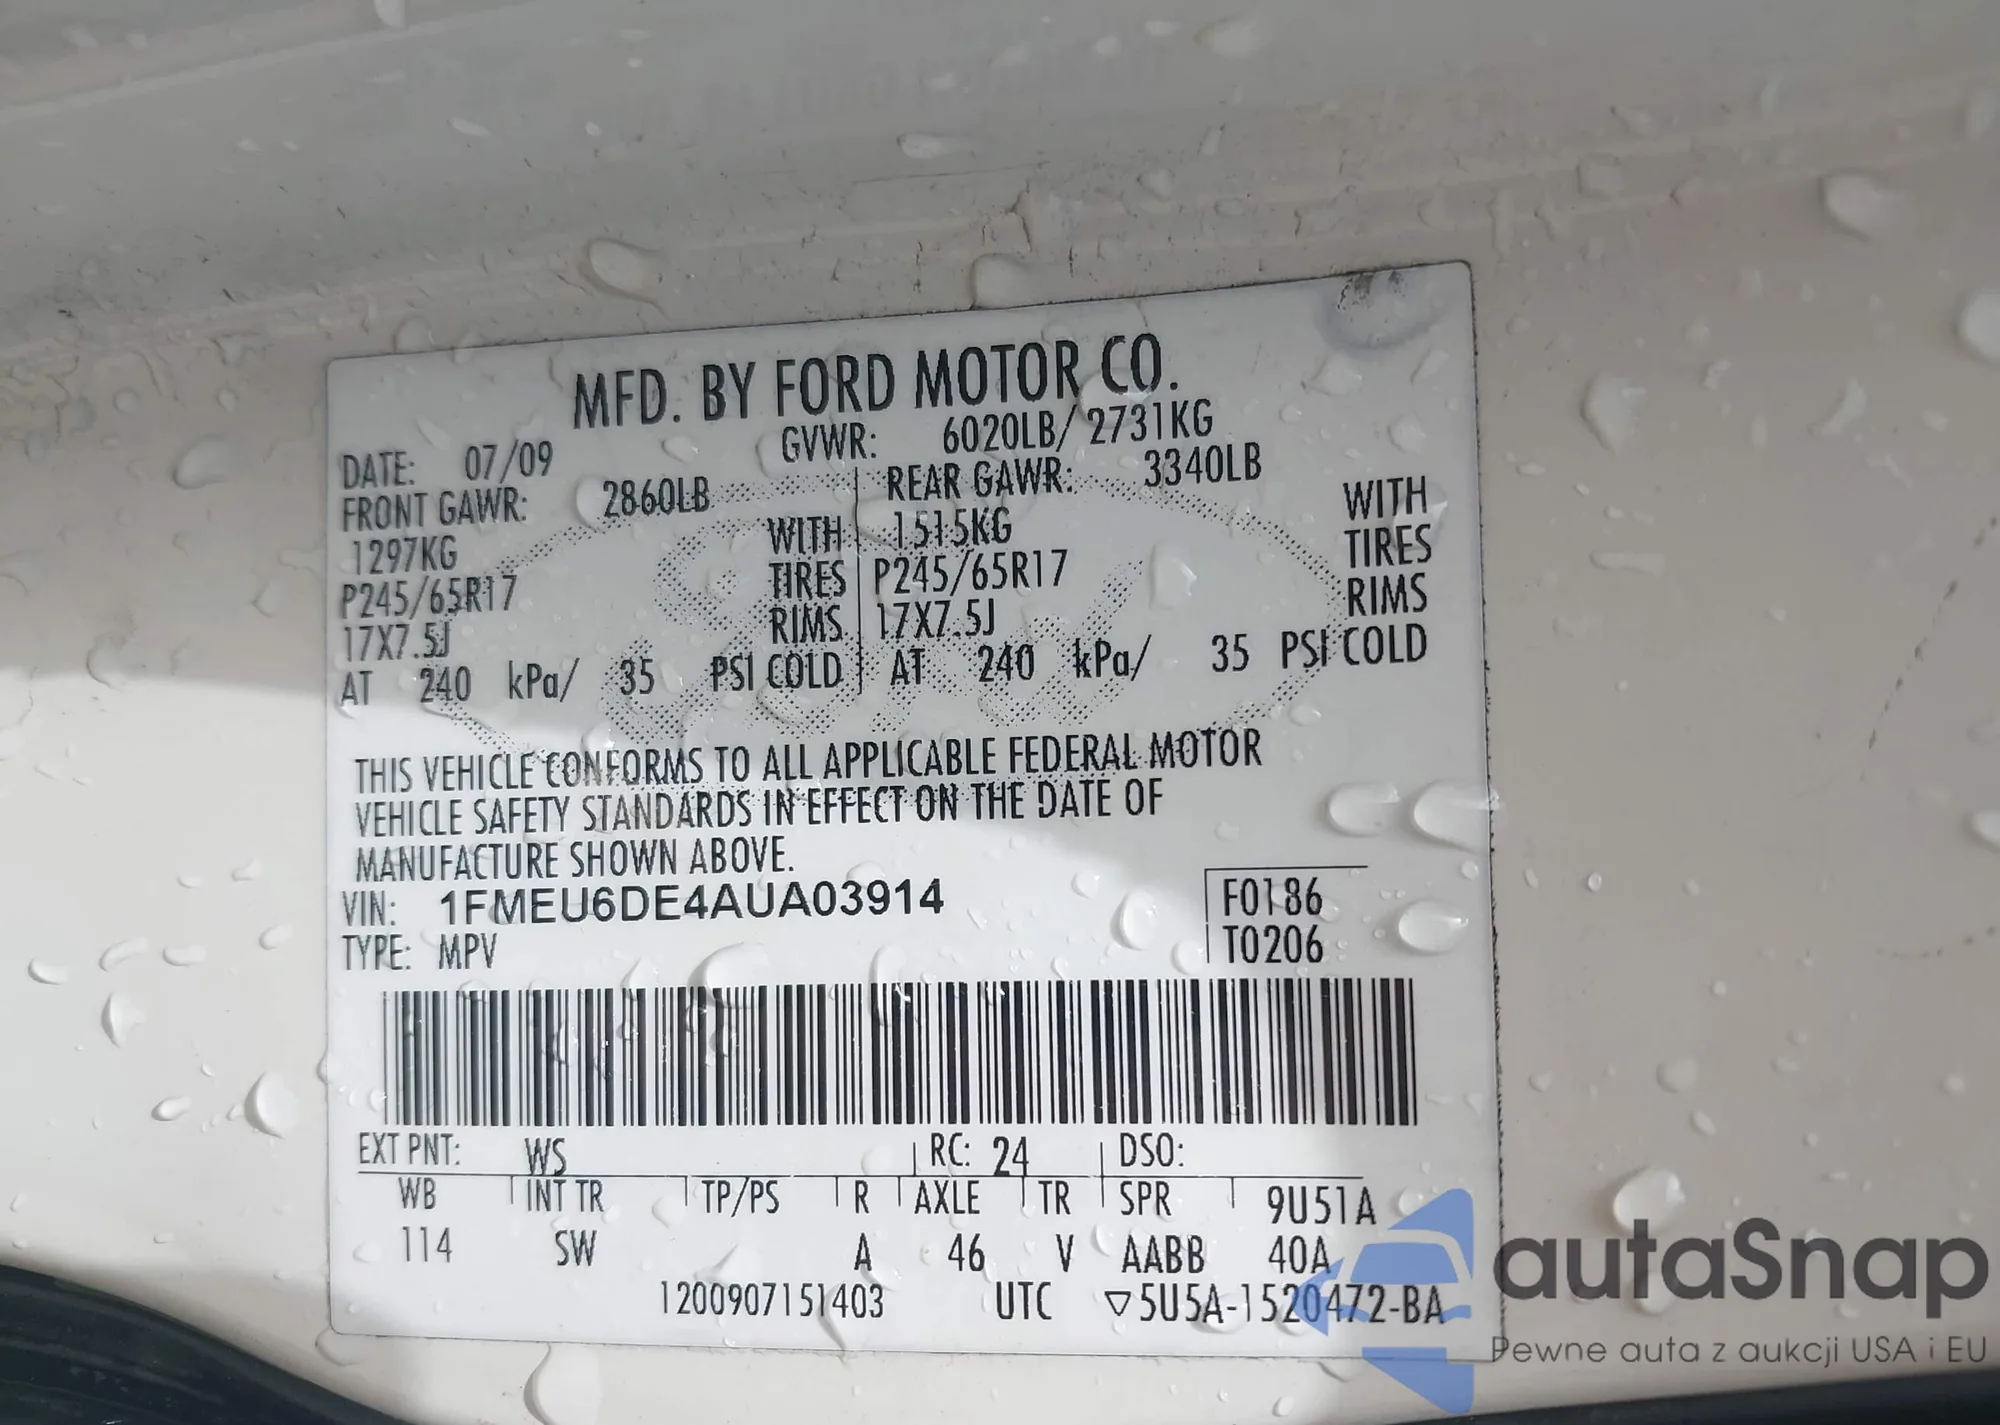 MFD. BY FORD MOTOR CO.
DATE: 07/09 GVWR: 6020LB/ 2731KG
FRONT GAWR: 2860LB REAR GAWR: 3340LB
1297KG WITH 1515KG WITH
P245/65R17 TIRES P245/65R17 TIRES
17X7.5J RIMS 17X7.5J RIMS
AT 240 kPa/ 35 PSI COLD AT 240 kPa/ 35 PSI COLD
THIS VEHICLE CONFORMS TO ALL APPLICABLE FEDERAL MOTOR
VEHICLE SAFETY STANDARDS IN EFFECT ON THE DATE OF
MANUFACTURE SHOWN ABOVE.
VIN: 1FMEU6DE4AUA03914 F0186
TYPE: MPV T0206
EXT PNT: WS RC: 24 DSO:
WB INT TR TP/PS R AXLE TR SPR 9U51A
114 SW A 46 V AABB 40A
1200907151403 UTC ▽5U5A-1520472-BA
autaSnap
Pewne auta z aukcji USA i EU